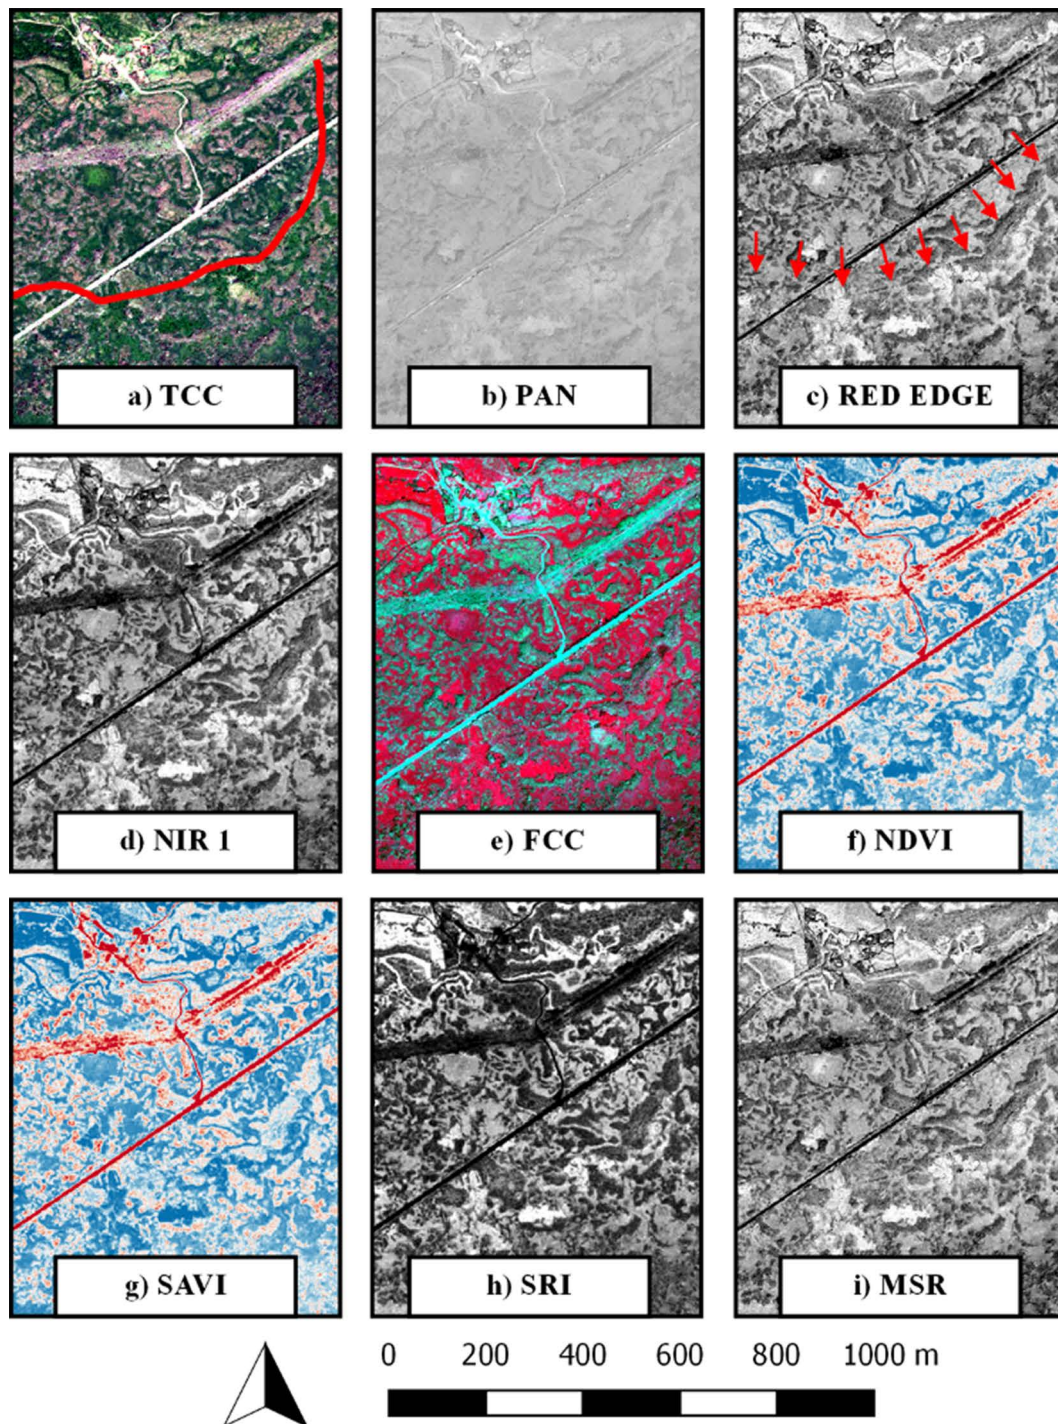 a) TCC
b) PAN
c) RED EDGE
d) NIR 1
e) FCC
f) NDVI
g) SAVI
h) SRI
i) MSR
0 200 400 600 800 1000 m